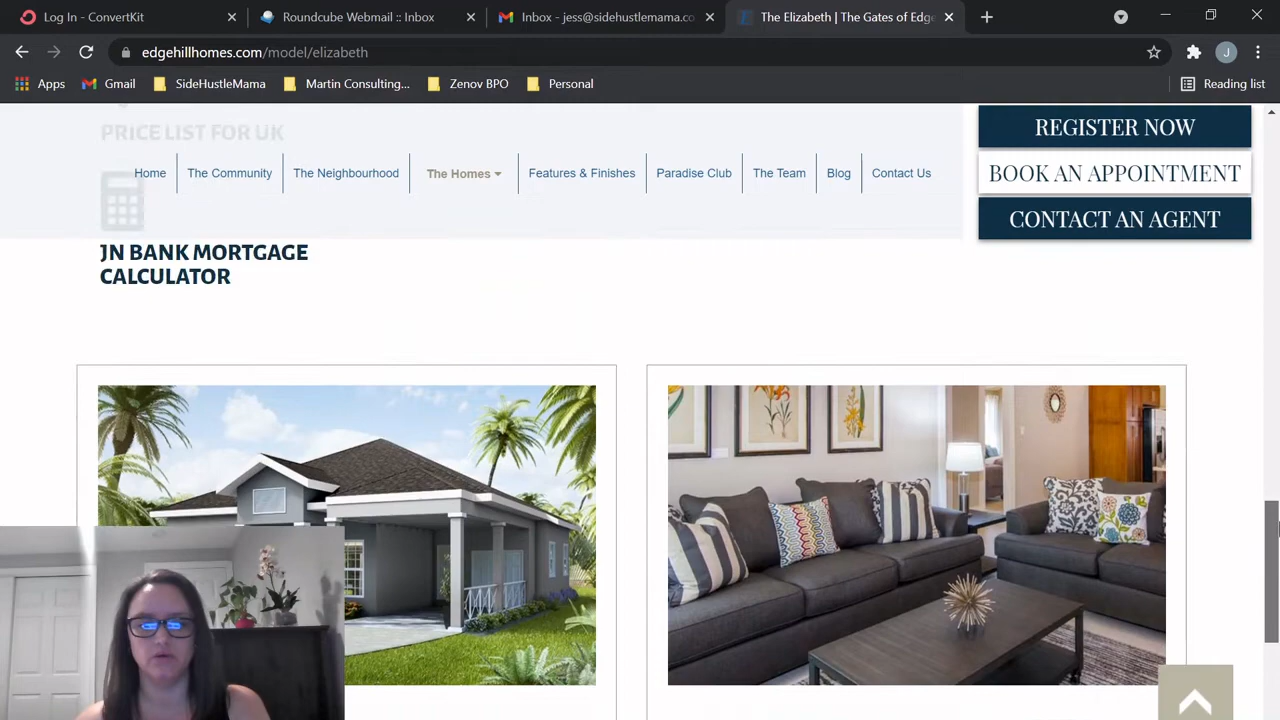 Log In - ConvertKit
Roundcube Webmail :: Inbox
Inbox - jess@sidehustlemama.co
The Elizabeth | The Gates of Edge
edgehillhomes.com/model/elizabeth
J
Apps
Gmail
SideHustleMama
Martin Consulting...
Zenov BPO
Personal
Reading list
PRICE LIST FOR UK
Home
The Community
The Neighbourhood
The Homes
Features & Finishes
Paradise Club
The Team
Blog
Contact Us
REGISTER NOW
BOOK AN APPOINTMENT
CONTACT AN AGENT
JN BANK MORTGAGE
CALCULATOR